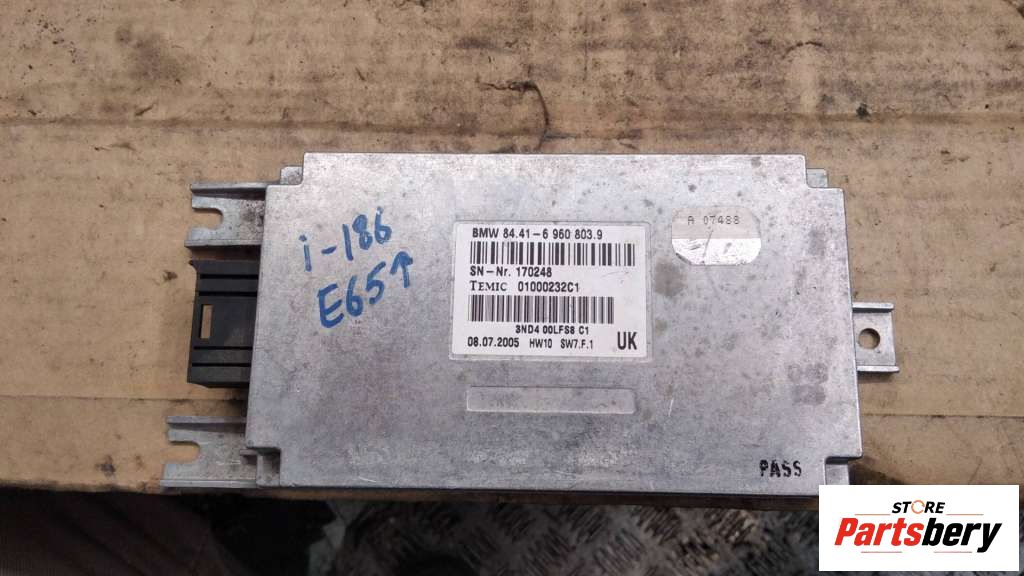 i-186
E65↑
A 07488
BMW 84.41-6 960 803.9
SN-Nr. 170248
TEMIC 01000232C1
3ND4 00LFS8 C1
08.07.2005 HW10 SW7.F.1 UK
PASS
STORE
Partsbery